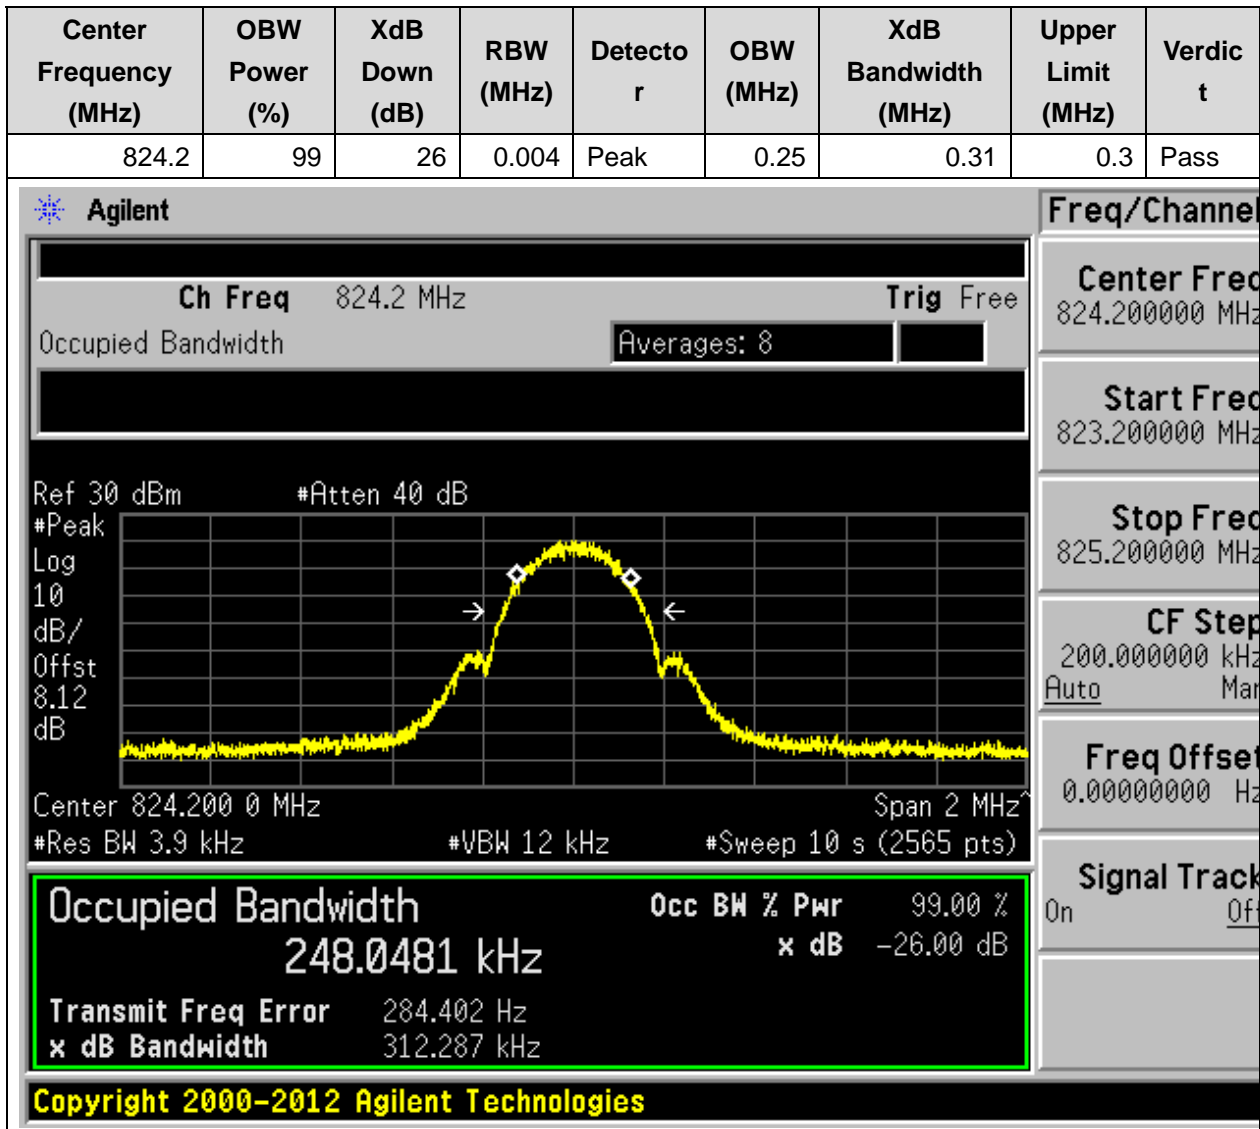 Center Frequency (MHz) OBW Power (%) XdB Down (dB) RBW (MHz) Detecto r OBW (MHz) XdB Bandwidth (MHz) Upper Limit (MHz) Verdic t
824.2 99 26 0.004 Peak 0.25 0.31 0.3 Pass
Agilent
Ch Freq 824.2 MHz Trig Free
Occupied Bandwidth Averages: 8
Ref 30 dBm #Atten 40 dB
#Peak
Log
10
dB/
Offst
8.12
dB
Center 824.200 0 MHz Span 2 MHz^
#Res BW 3.9 kHz #VBW 12 kHz #Sweep 10 s (2565 pts)
Occupied Bandwidth Occ BW % Pwr 99.00 %
248.0481 kHz x dB -26.00 dB
Transmit Freq Error 284.402 Hz
x dB Bandwidth 312.287 kHz
Copyright 2000-2012 Agilent Technologies
Freq/Channel
Center Freq
824.200000 MHz
Start Freq
823.200000 MHz
Stop Freq
825.200000 MHz
CF Step
200.000000 kHz
Auto Man
Freq Offset
0.00000000 Hz
Signal Track
On Off